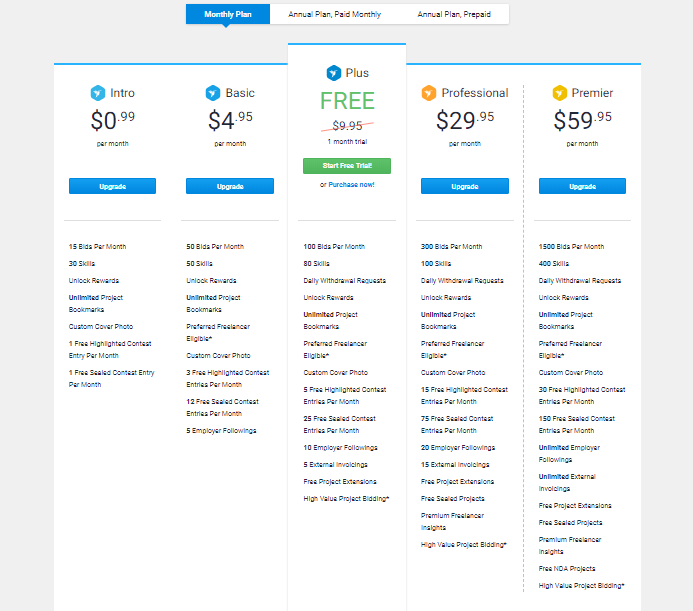 Monthly Plan
Annual Plan, Paid Monthly
Annual Plan, Prepaid
Intro
$0.99
per month
Upgrade
15 Bids Per Month
30 Skills
Unlock Rewards
Unlimited Project
Bookmarks
Custom Cover Photo
1 Free Highlighted Contest
Entry Per Month
1 Free Sealed Contest Entry
Per Month
Basic
$4.95
per month
Upgrade
50 Bids Per Month
50 Skills
Unlock Rewards
Unlimited Project
Bookmarks
Preferred Freelancer
Eligible*
Custom Cover Photo
3 Free Highlighted Contest
Entries Per Month
12 Free Sealed Contest
Entries Per Month
5 Employer Followings
Plus
FREE
$9.95
1 month trial
Start Free Trial!
or Purchase now!
100 Bids Per Month
80 Skills
Daily Withdrawal Requests
Unlock Rewards
Unlimited Project
Bookmarks
Preferred Freelancer
Eligible*
Custom Cover Photo
5 Free Highlighted Contest
Entries Per Month
25 Free Sealed Contest
Entries Per Month
10 Employer Followings
5 External Invoicings
Free Project Extensions
High Value Project Bidding*
Professional
$29.95
per month
Upgrade
300 Bids Per Month
100 Skills
Daily Withdrawal Requests
Unlock Rewards
Unlimited Project
Bookmarks
Preferred Freelancer
Eligible*
Custom Cover Photo
15 Free Highlighted Contest
Entries Per Month
75 Free Sealed Contest
Entries Per Month
20 Employer Followings
15 External Invoicings
Free Project Extensions
Free Sealed Projects
Premium Freelancer
Insights
High Value Project Bidding*
Premier
$59.95
per month
Upgrade
1500 Bids Per Month
400 Skills
Daily Withdrawal Requests
Unlock Rewards
Unlimited Project
Bookmarks
Preferred Freelancer
Eligible*
Custom Cover Photo
30 Free Highlighted Contest
Entries Per Month
150 Free Sealed Contest
Entries Per Month
Unlimited Employer
Followings
Unlimited External
Invoicings
Free Project Extensions
Free Sealed Projects
Premium Freelancer
Insights
Free NDA Projects
High Value Project Bidding*